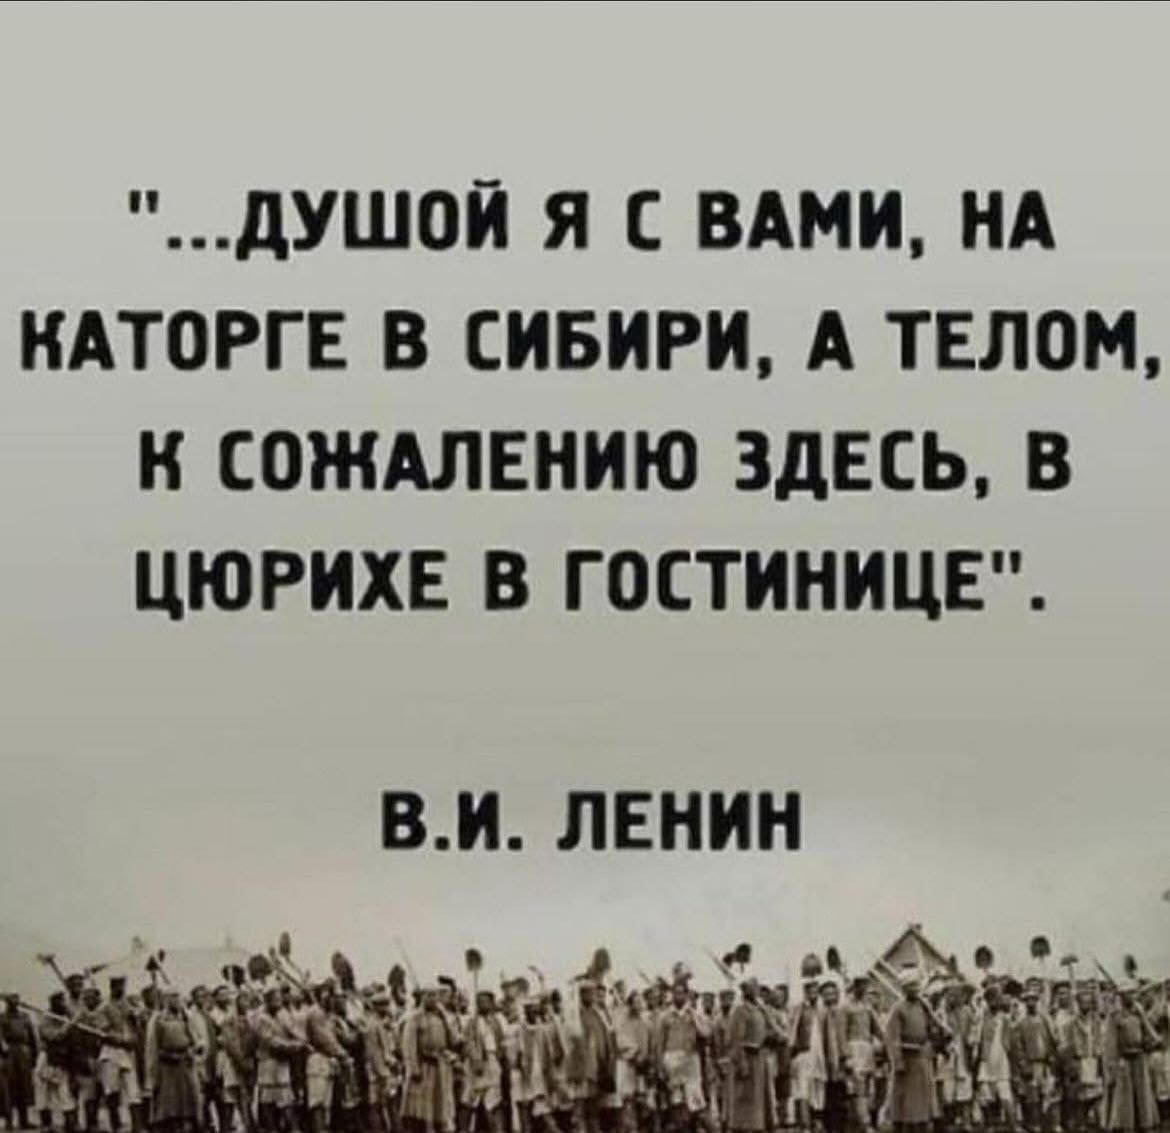 "...ДУШОЙ Я С ВАМИ, НА
КАТОРГЕ В СИБИРИ, А ТЕЛОМ,
К СОЖАЛЕНИЮ ЗДЕСЬ, В
ЦЮРИХЕ В ГОСТИНИЦЕ".
В.И. ЛЕНИН